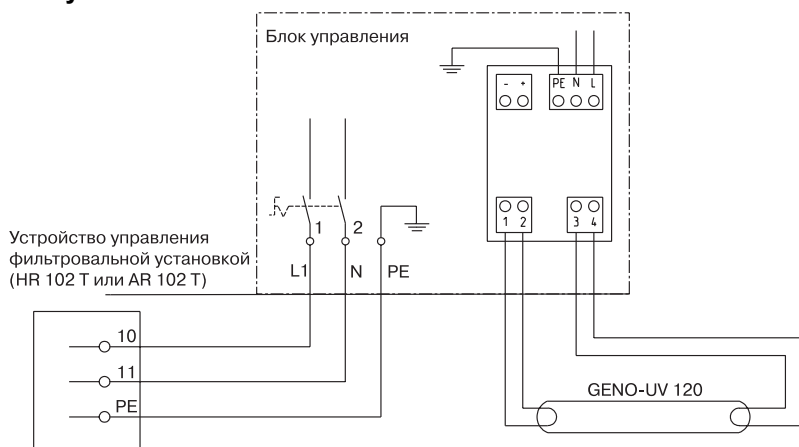 Блок управления
PE N L
- +
1 2
3 4
1 2
L1 N PE
Устройство управления
фильтровальной установкой
(HR 102 T или AR 102 T)
10
11
PE
GENO-UV 120